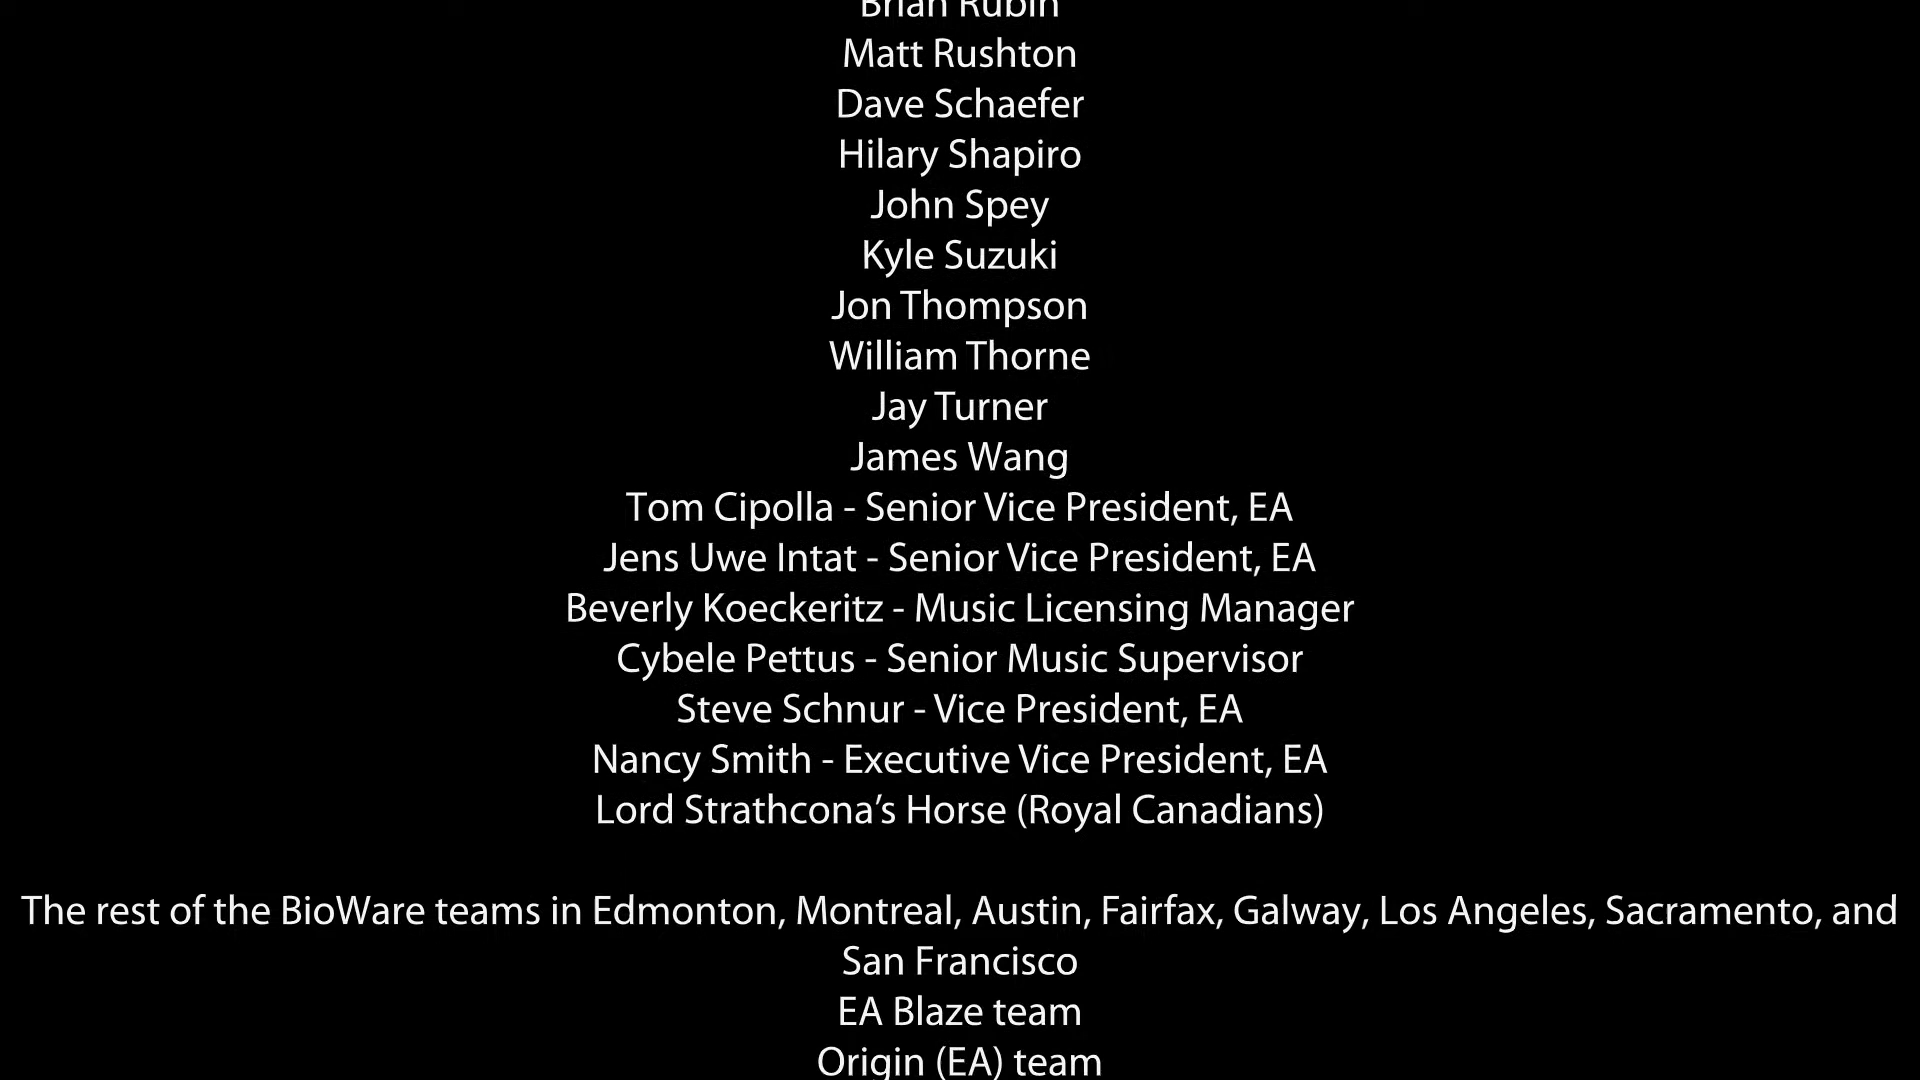 Brian Rubin
Matt Rushton
Dave Schaefer
Hilary Shapiro
John Spey
Kyle Suzuki
Jon Thompson
William Thorne
Jay Turner
James Wang
Tom Cipolla - Senior Vice President, EA
Jens Uwe Intat - Senior Vice President, EA
Beverly Koeckeritz - Music Licensing Manager
Cybele Pettus - Senior Music Supervisor
Steve Schnur - Vice President, EA
Nancy Smith - Executive Vice President, EA
Lord Strathcona’s Horse (Royal Canadians)
The rest of the BioWare teams in Edmonton, Montreal, Austin, Fairfax, Galway, Los Angeles, Sacramento, and
San Francisco
EA Blaze team
Origin (EA) team